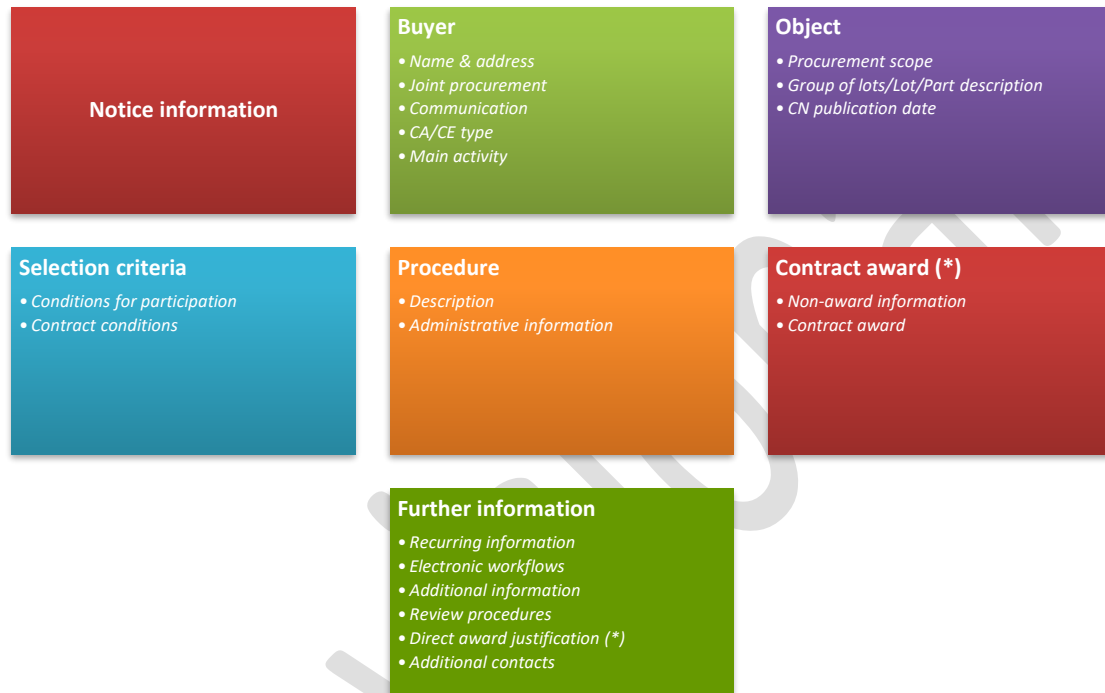 Notice information
Buyer
• Name & address
• Joint procurement
• Communication
• CA/CE type
• Main activity
Object
• Procurement scope
• Group of lots/Lot/Part description
• CN publication date
Selection criteria
• Conditions for participation
• Contract conditions
Procedure
• Description
• Administrative information
Contract award (*)
• Non-award information
• Contract award
Further information
• Recurring information
• Electronic workflows
• Additional information
• Review procedures
• Direct award justification (*)
• Additional contacts